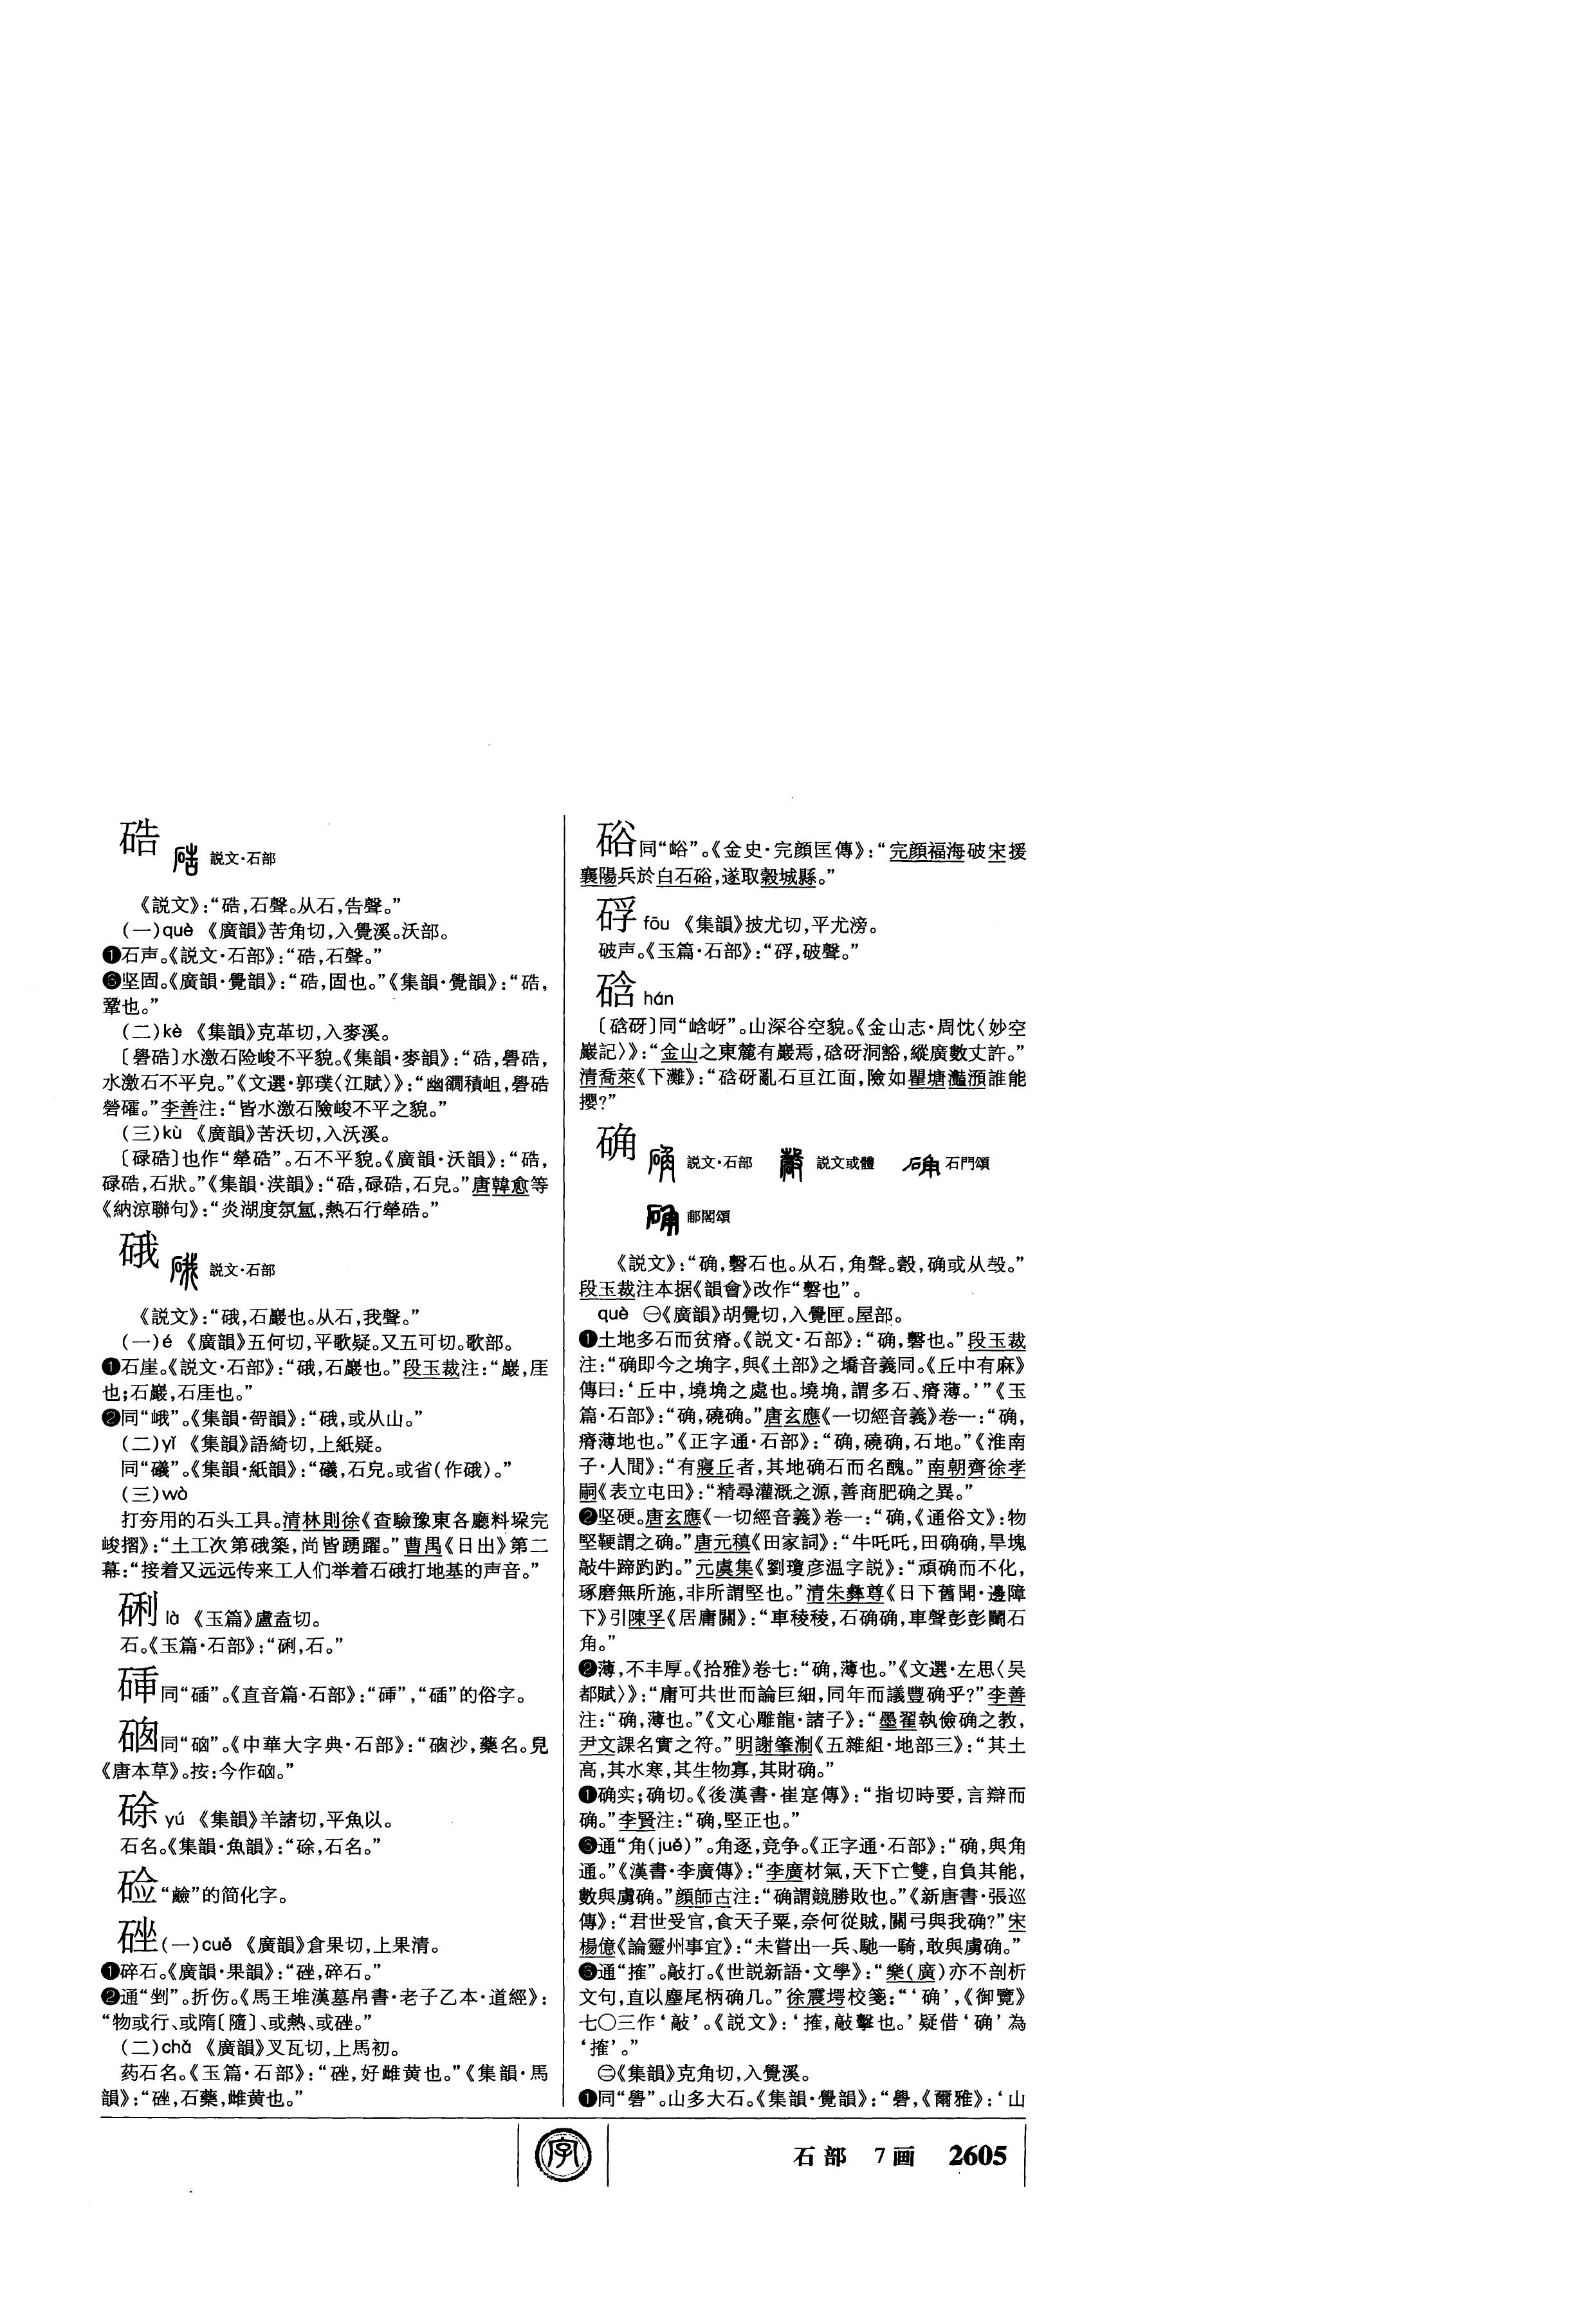 硞 説文·石部
《説文》：“硞，石聲。从石，告聲。”
(一)què 《廣韻》苦角切，入覺溪。沃部。
❶石声。《説文·石部》：“硞，石聲。”
❻坚固。《廣韻·覺韻》：“硞，固也。”《集韻·覺韻》：“硞，
鞏也。”
(二)kè 《集韻》克革切，入麥溪。
〔礐硞〕水激石险峻不平貌。《集韻·麥韻》：“硞，礐硞，
水激石不平皃。”《文選·郭璞〈江賦〉》：“幽㵎積岨，礐硞
礜礭。”李善注：“皆水激石險峻不平之貌。”
(三)kù 《廣韻》苦沃切，入沃溪。
〔碌硞〕也作“犖硞”。石不平貌。《廣韻·沃韻》：“硞，
碌硞，石狀。”《集韻·渶韻》：“硞，碌硞，石皃。”唐韓愈等
《納涼聯句》：“炎湖度氛氲，熱石行犖硞。”
硪 説文·石部
《説文》：“硪，石巖也。从石，我聲。”
(一)é 《廣韻》五何切，平歌疑。又五可切。歌部。
❶石崖。《説文·石部》：“硪，石巖也。”段玉裁注：“巖，厓
也；石巖，石厓也。”
❷同“峨”。《集韻·哿韻》：“硪，或从山。”
(二)yǐ 《集韻》語綺切，上紙疑。
同“礒”。《集韻·紙韻》：“礒，石皃。或省(作硪)。”
(三)wò
打夯用的石头工具。清林則徐《查驗豫東各廳料垜完
峻摺》：“土工次第硪築，尚皆踴躍。”曹禺《日出》第二
幕：“接着又远远传来工人们举着石硪打地基的声音。”
硎 là 《玉篇》盧盍切。
石。《玉篇·石部》：“𥒰，石。”
同“䂿”。《直音篇·石部》：“”，“䂿”的俗字。
硇同“硇”。《中華大字典·石部》：“硇沙，藥名。見
《唐本草》。按：今作硇。”
硢 yú 《集韻》羊諸切，平魚以。
石名。《集韻·魚韻》：“硢，石名。”
硷“鹼”的简化字。
硰(一)cuě 《廣韻》倉果切，上果清。
❶碎石。《廣韻·果韻》：“，碎石。”
❷通“剉”。折伤。《馬王堆漢墓帛書·老子乙本·道經》：
“物或行、或隋〔隨〕、或熱、或䂳。”
(二)chǎ 《廣韻》叉瓦切，上馬初。
药石名。《玉篇·石部》：“䂳，好雌黄也。”《集韻·馬
韻》：“䂳，石藥，雌黄也。”
硲同“峪”。《金史·完顔匡傳》：“完顔福海破宋援
襄陽兵於白石硲，遂取穀城縣。”
䂤 fōu 《集韻》披尤切，平尤滂。
破声。《玉篇·石部》：“，破聲。”
硆 hán
〔硆砑〕同“峆岈”。山深谷空貌。《金山志·周忱〈妙空
巖記〉》：“金山之東麓有巖焉，硆砑洞豁，縱廣數丈許。”
清喬萊《下灘》：“硆砑亂石亘江面，險如瞿塘灩澦誰能
攖？”
确 説文·石部 説文或體 石門頌
郙閣頌
《説文》：“确，磬石也。从石，角聲。㱿，确或从㱿。”
段玉裁注本据《韻會》改作“磬也”。
què ㊀《廣韻》胡覺切，入覺匣。屋部。
❶土地多石而贫瘠。《説文·石部》：“确，磬也。”段玉裁
注：“确即今之埆字，與《土部》之墧音義同。《丘中有麻》
傳曰：‘丘中，墝埆之處也。墝埆，謂多石、瘠薄。’”《玉
篇·石部》：“确，磽确。”唐玄應《一切經音義》卷一：“确，
瘠薄地也。”《正字通·石部》：“确，磽确，石地。”《淮南
子·人間》：“有寢丘者，其地确石而名醜。”南朝齊徐孝
嗣《表立屯田》：“精尋灌溉之源，善商肥确之異。”
❷坚硬。唐玄應《一切經音義》卷一：“确，《通俗文》：物
堅鞕謂之确。”唐元稹《田家詞》：“牛吒吒，田确确，旱塊
敲牛蹄趵趵。”元虞集《劉瓊彦温字説》：“頑确而不化，
琢磨無所施，非所謂堅也。”清朱彝尊《日下舊聞·邊障
下》引陳孚《居庸關》：“車稜稜，石确确，車聲彭彭鬭石
角。”
❷薄，不丰厚。《拾雅》卷七：“确，薄也。”《文選·左思〈吴
都賦〉》：“庸可共世而論巨細，同年而議豐确乎？”李善
注：“确，薄也。”《文心雕龍·諸子》：“墨翟執儉确之教，
尹文課名實之符。”明謝肇淛《五雜組·地部三》：“其土
高，其水寒，其生物寡，其財确。”
❶确实；确切。《後漢書·崔寔傳》：“指切時要，言辯而
确。”李賢注：“确，堅正也。”
❺通“角(jué)”。角逐，竞争。《正字通·石部》：“确，與角
通。”《漢書·李廣傳》：“李廣材氣，天下亡雙，自負其能，
數與虜确。”顔師古注：“确謂競勝敗也。”《新唐書·張巡
傳》：“君世受官，食天子粟，奈何從賊，關弓與我确？”宋
楊億《論靈州事宜》：“未嘗出一兵、馳一騎，敢與虜确。”
❻通“搉”。敲打。《世説新語·文學》：“樂(廣)亦不剖析
文句，直以麈尾柄确几。”徐震堮校箋：“‘确’，《御覽》
七〇三作‘敲’。《説文》：‘搉，敲擊也。’疑借‘确’為
‘搉’。”
㊁《集韻》克角切，入覺溪。
❶同“礐”。山多大石。《集韻·覺韻》：“礐，《爾雅》：‘山
字 石部 7画 2605